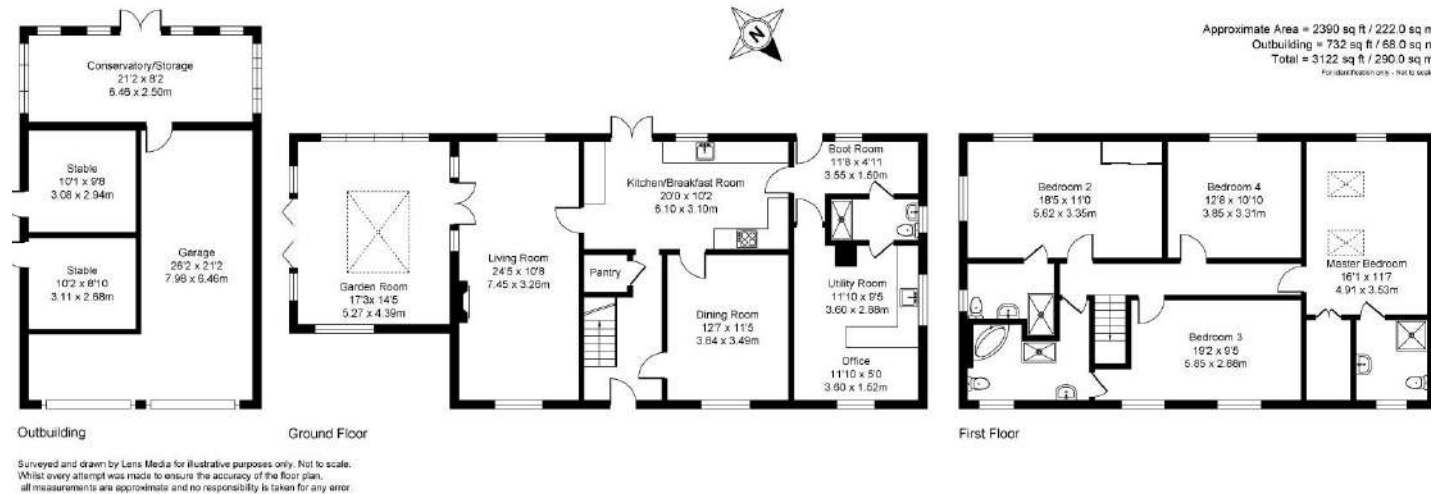 N
Approximate Area = 2390 sq ft / 222.0 sq m
Outbuilding = 732 sq ft / 68.0 sq m
Total = 3122 sq ft / 290.0 sq m
For identification only - Not to scale
Conservatory/Storage
21'2 x 8'2
6.46 x 2.50m
Stable
10'1 x 9'8
3.08 x 2.94m
Stable
10'2 x 8'10
3.11 x 2.68m
Garage
26'2 x 21'2
7.98 x 6.46m
Outbuilding
Garden Room
17'3 x 14'5
5.27 x 4.39m
Living Room
24'5 x 10'8
7.45 x 3.26m
Kitchen/Breakfast Room
20'0 x 10'2
6.10 x 3.10m
Pantry
Dining Room
12'7 x 11'5
3.84 x 3.49m
Boot Room
11'8 x 4'11
3.55 x 1.50m
Utility Room
11'10 x 9'5
3.60 x 2.88m
Office
11'10 x 5'0
3.60 x 1.52m
Ground Floor
Bedroom 2
18'5 x 11'0
5.62 x 3.35m
Bedroom 4
12'8 x 10'10
3.85 x 3.31m
Master Bedroom
16'1 x 11'7
4.91 x 3.53m
Bedroom 3
19'2 x 9'5
5.85 x 2.88m
First Floor
Surveyed and drawn by Lens Media for illustrative purposes only. Not to scale.
Whilst every attempt was made to ensure the accuracy of the floor plan,
all measurements are approximate and no responsibility is taken for any error.